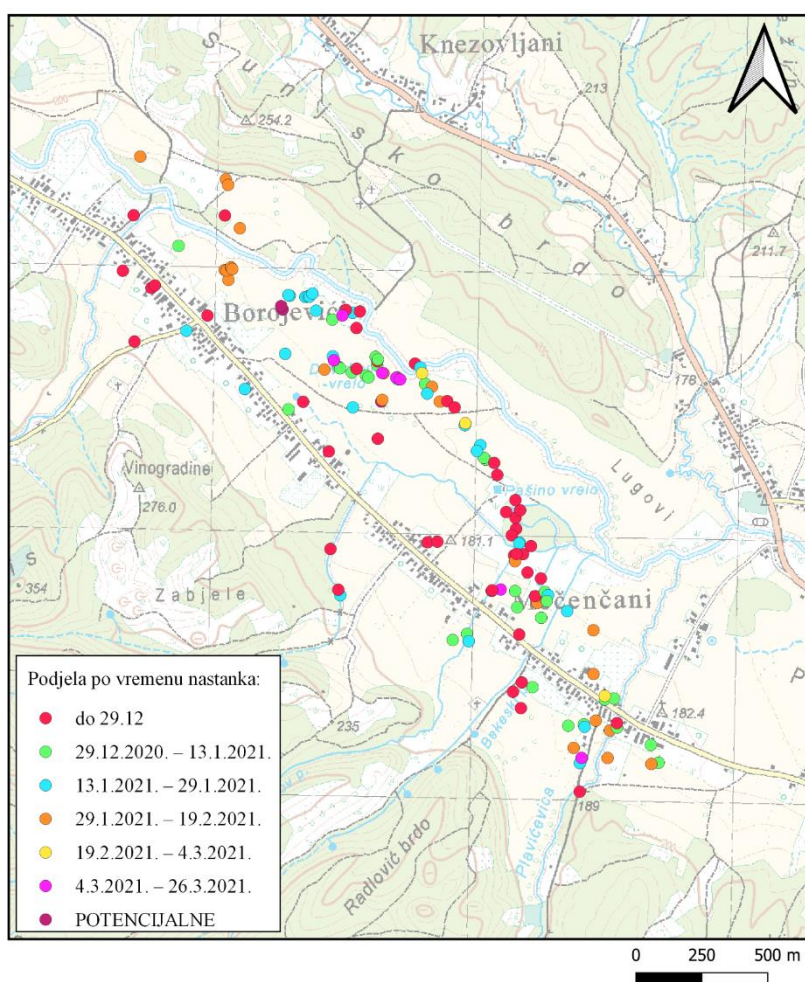 Knezovljani
213
Sunjsko brdo
254.2
211.7
Borojevići
178
vrelo
Vinogradine
276.0
Lugovi
Pašino vrelo
181.1
354
Zabjele
Močenčani
182.4
235
189
Plavičevica
Radlović brdo
Podjela po vremenu nastanka:
do 29.12
29.12.2020. – 13.1.2021.
13.1.2021. – 29.1.2021.
29.1.2021. – 19.2.2021.
19.2.2021. – 4.3.2021.
4.3.2021. – 26.3.2021.
POTENCIJALNE
0 250 500 m